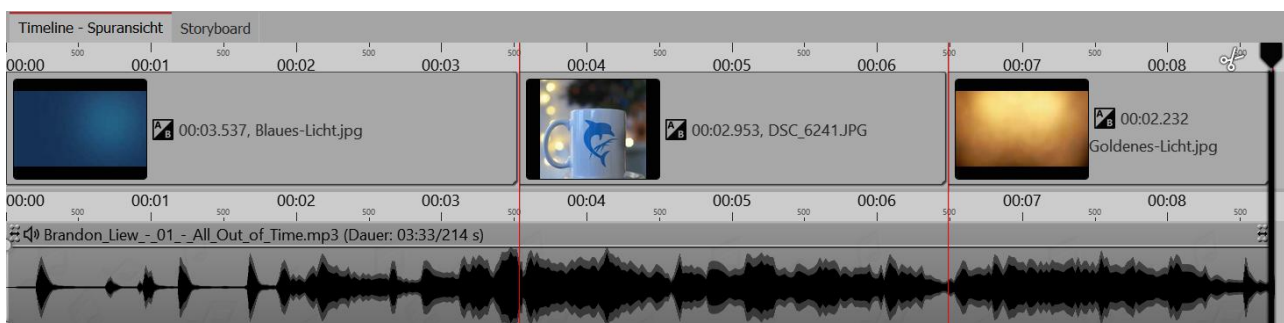 Timeline - Spuransicht Storyboard
500 500 500 500 500 500 500 500 500
00:00 00:01 00:02 00:03 00:04 00:05 00:06 00:07 00:08
A B 00:03.537, Blaues-Licht.jpg
A B 00:02.953, DSC_6241.JPG
A B 00:02.232
Goldenes-Licht.jpg
00:00 00:01 00:02 00:03 00:04 00:05 00:06 00:07 00:08
500 500 500 500 500 500 500 500 500
Brandon_Liew_-_01_-_All_Out_of_Time.mp3 (Dauer: 03:33/214 s)